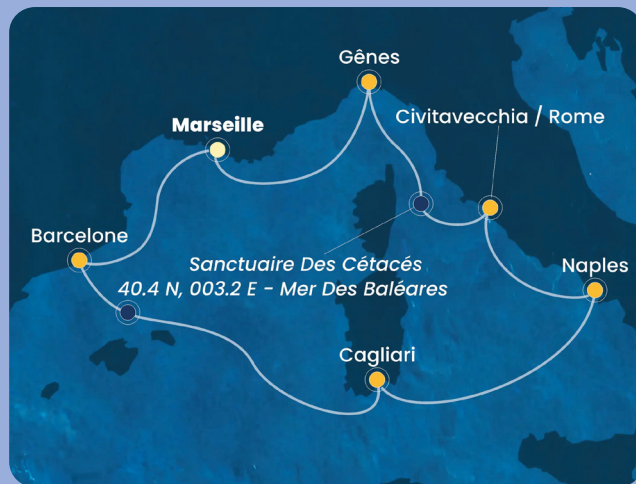 Gênes
Civitavecchia / Rome
Marseille
Barcelone
Sanctuaire Des Cétacés
40.4 N, 003.2 E - Mer Des Baléares
Naples
Cagliari